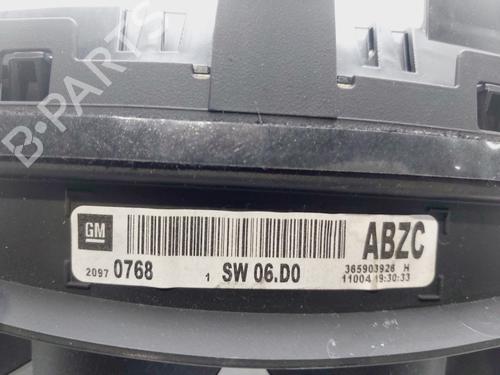 B-PARTS
GM
ABZC
2097 0768 1 SW 06.D0
365903926 H
11004 19:30:33